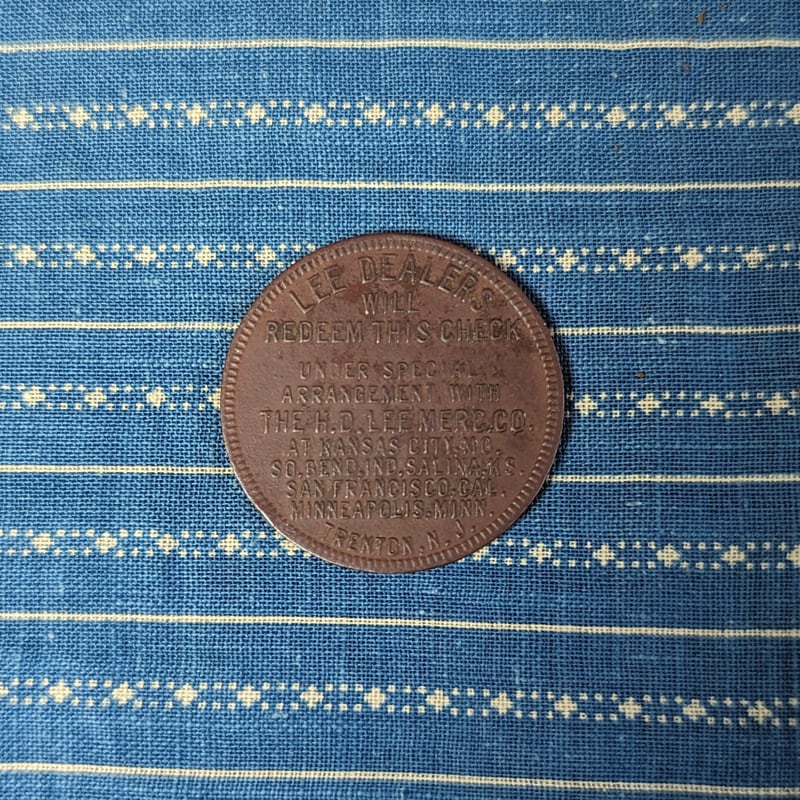 LEE DEALERS
WILL
REDEEM THIS CHECK
UNDER SPECIAL
ARRANGEMENT WITH
THE H.D. LEE MERC.CO.
AT KANSAS CITY,MO.
SO.BEND,IND.SALINA,KS.
SAN FRANCISCO.CAL.
MINNEAPOLIS.MINN.
TRENTON.N.J.